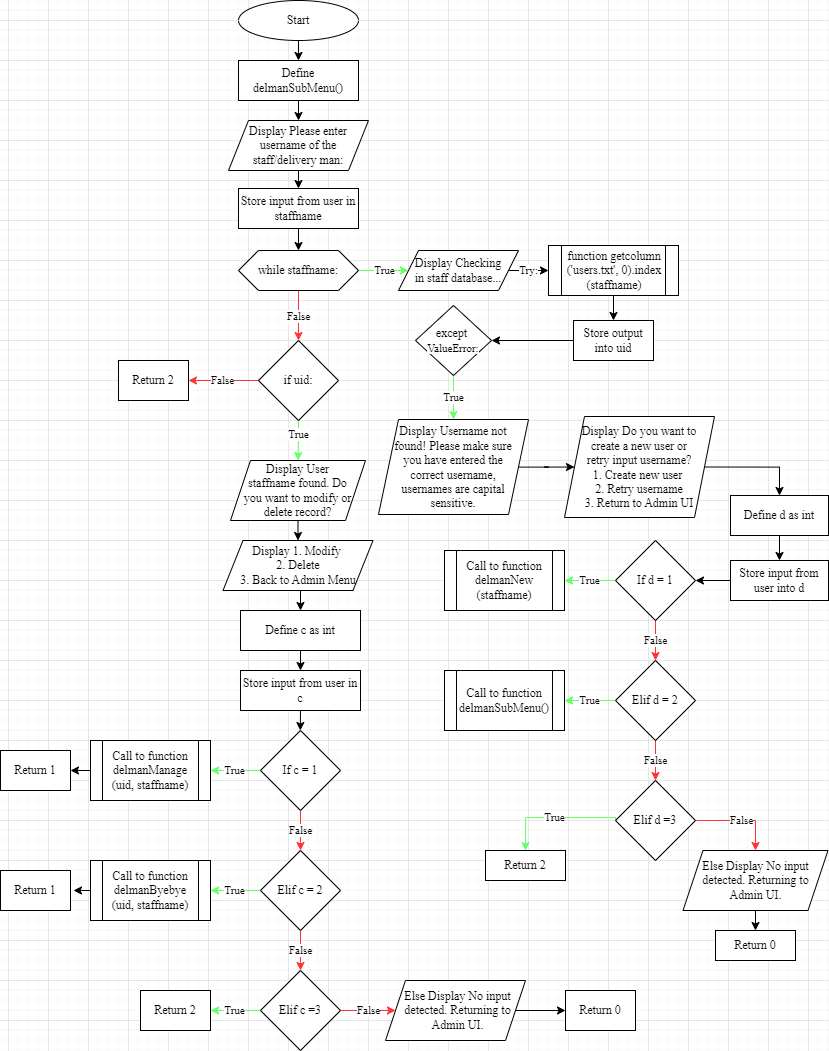 Start
Define
delmanSubMenu()
Display Please enter
username of the
staff/delivery man:
Store input from user in
staffname
while staffname:
True
Display Checking
in staff database...
Try:
function getcolumn
('users.txt', 0).index
(staffname)
False
Store output
into uid
except
ValueError:
if uid:
False
Return 2
True
True
Display User
staffname found. Do
you want to modify or
delete record?
Display Username not
found! Please make sure
you have entered the
correct username,
usernames are capital
sensitive.
Display Do you want to
create a new user or
retry input username?
1. Create new user
2. Retry username
3. Return to Admin UI
Define d as int
Store input from
user into d
Display 1. Modify
2. Delete
3. Back to Admin Menu
Define c as int
Store input from user in
c
If d = 1
True
Call to function
delmanNew
(staffname)
False
Elif d = 2
True
Call to function
delmanSubMenu()
False
Elif d =3
True
Return 2
False
Else Display No input
detected. Returning to
Admin UI.
Return 0
If c = 1
True
Call to function
delmanManage
(uid, staffname)
Return 1
False
Elif c = 2
True
Call to function
delmanByebye
(uid, staffname)
Return 1
False
Elif c =3
True
Return 2
False
Else Display No input
detected. Returning to
Admin UI.
Return 0